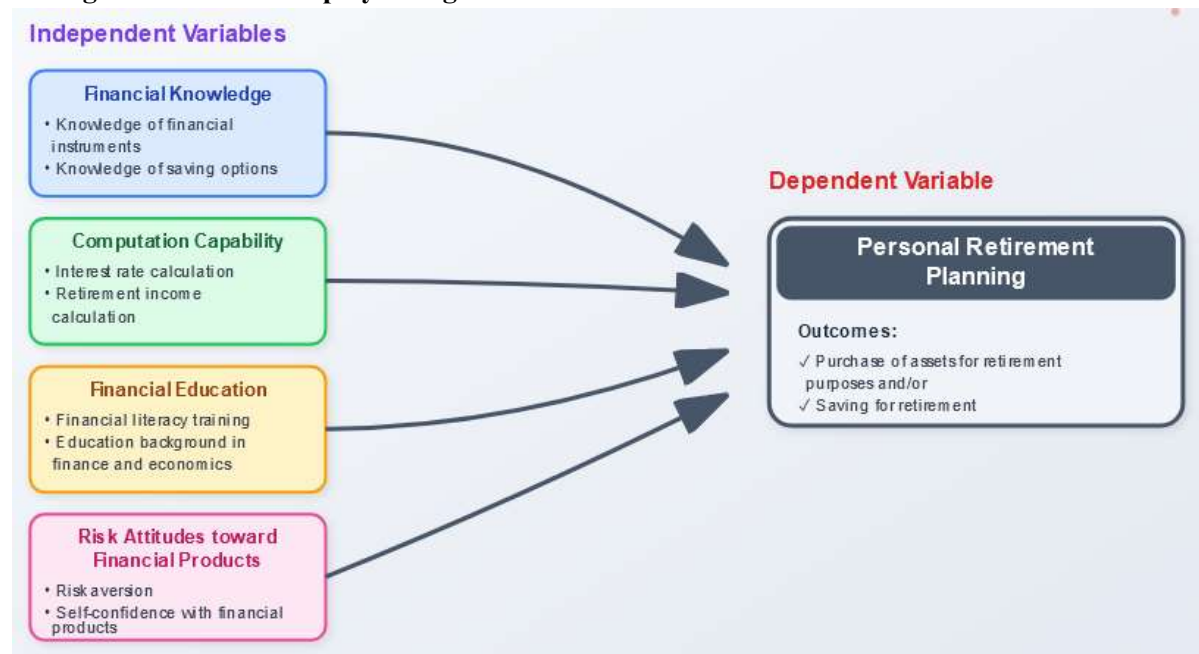 Independent Variables
Financial Knowledge
• Knowledge of financial
instruments
• Knowledge of saving options
Computation Capability
• Interest rate calculation
• Retirement income
calculation
Financial Education
• Financial literacy training
• Education background in
finance and economics
Risk Attitudes toward
Financial Products
• Risk aversion
• Self-confidence with financial
products
Dependent Variable
Personal Retirement
Planning
Outcomes:
✓ Purchase of assets for retirement
purposes and/or
✓ Saving for retirement